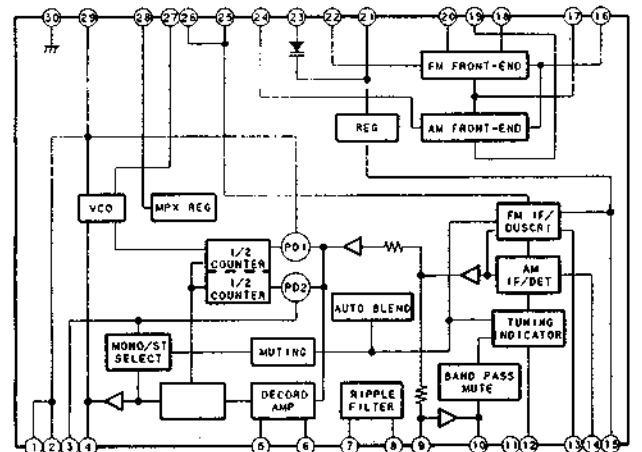 30 29 28 27 26 25 24 23 22 21 20 19 18 17 16
FM FRONT-END
REG
AM FRONT-END
VCO
MPX REG
FM IF/
DUSCRI
1/2
COUNTER
PD1
1/2
COUNTER
PD2
AM
IF/DET
AUTO BLEND
TUNING
INDICATOR
MONO/ST
SELECT
MUTING
BAND PASS
MUTE
DECORD
AMP
RIPPLE
FILTER
1 2 3 4 5 6 7 8 9 10 11 12 13 14 15